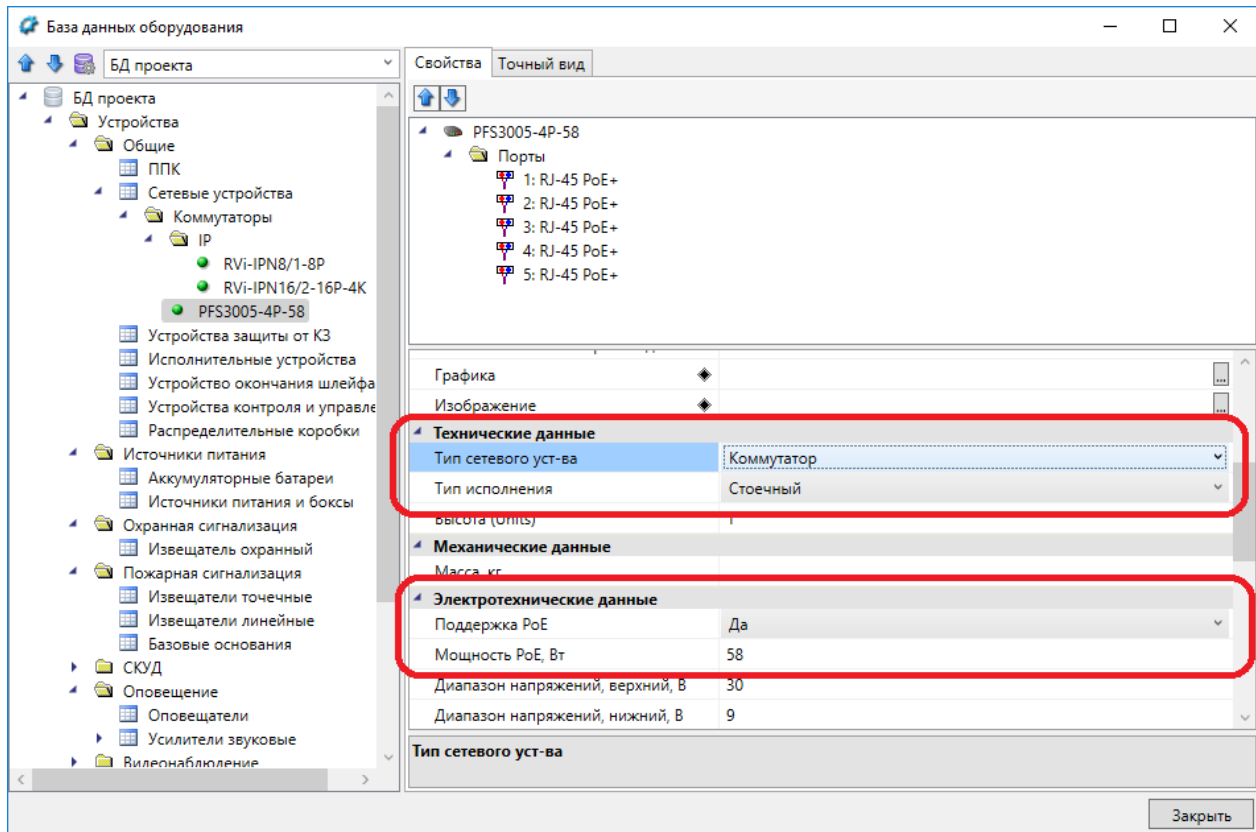 База данных оборудования
БД проекта
БД проекта
Устройства
Общие
ППК
Сетевые устройства
Коммутаторы
IP
RVi-IPN8/1-8P
RVi-IPN16/2-16P-4K
PFS3005-4P-58
Устройства защиты от КЗ
Исполнительные устройства
Устройство окончания шлейфа
Устройства контроля и управле
Распределительные коробки
Источники питания
Аккумуляторные батареи
Источники питания и боксы
Охранная сигнализация
Извещатель охранный
Пожарная сигнализация
Извещатели точечные
Извещатели линейные
Базовые основания
СКУД
Оповещение
Оповещатели
Усилители звуковые
Видеонаблюдение
Свойства Точный вид
PFS3005-4P-58
Порты
1: RJ-45 PoE+
2: RJ-45 PoE+
3: RJ-45 PoE+
4: RJ-45 PoE+
5: RJ-45 PoE+
Графика ...
Изображение ...
Технические данные
Тип сетевого уст-ва Коммутатор
Тип исполнения Стоечный
Высота (Units) 1
Механические данные
Масса, кг
Электротехнические данные
Поддержка PoE Да
Мощность PoE, Вт 58
Диапазон напряжений, верхний, В 30
Диапазон напряжений, нижний, В 9
Тип сетевого уст-ва
Закрыть